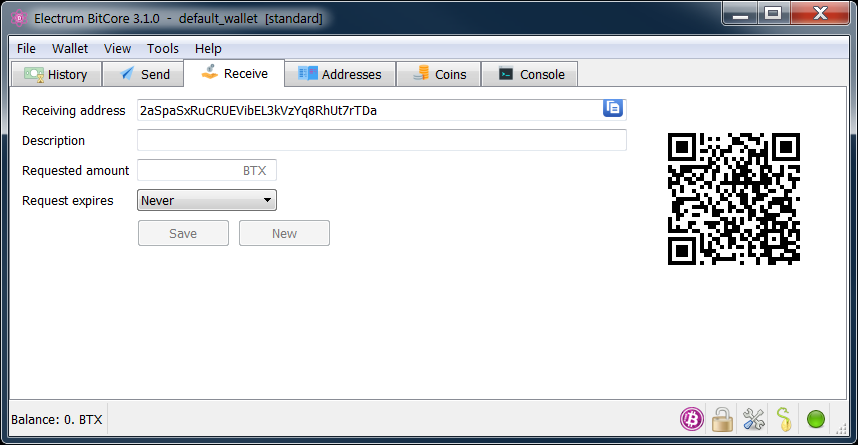 Electrum BitCore 3.1.0 - default_wallet [standard]
File Wallet View Tools Help
History Send Receive Addresses Coins Console
Receiving address 2aSpaSxRuCRUEVibEL3kVzYq8RhUt7rTDa
Description
Requested amount BTX
Request expires Never
Save New
Balance: 0. BTX